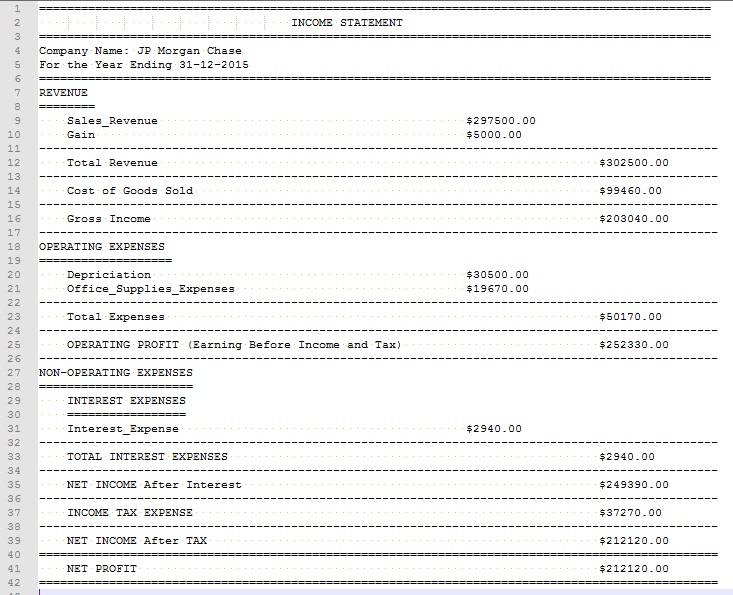 1
2 INCOME STATEMENT
3
4 Company Name: JP Morgan Chase
5 For the Year Ending 31-12-2015
6
7 REVENUE
8
9 Sales_Revenue $297500.00
10 Gain $5000.00
11
12 Total Revenue $302500.00
13
14 Cost of Goods Sold $99460.00
15
16 Gross Income $203040.00
17
18 OPERATING EXPENSES
19
20 Depriciation $30500.00
21 Office_Supplies_Expenses $19670.00
22
23 Total Expenses $50170.00
24
25 OPERATING PROFIT (Earning Before Income and Tax) $252330.00
26
27 NON-OPERATING EXPENSES
28
29 INTEREST EXPENSES
30
31 Interest_Expense $2940.00
32
33 TOTAL INTEREST EXPENSES $2940.00
34
35 NET INCOME After Interest $249390.00
36
37 INCOME TAX EXPENSE $37270.00
38
39 NET INCOME After TAX $212120.00
40
41 NET PROFIT $212120.00
42